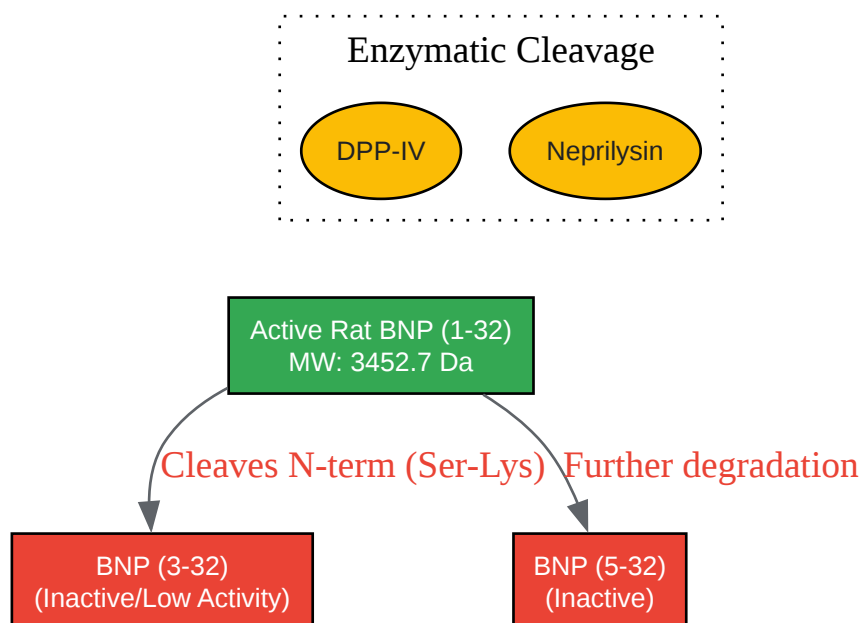 Enzymatic Cleavage
DPP-IV
Neprilysin
Active Rat BNP (1-32)
MW: 3452.7 Da
Cleaves N-term (Ser-Lys)
Further degradation
BNP (3-32)
(Inactive/Low Activity)
BNP (5-32)
(Inactive)